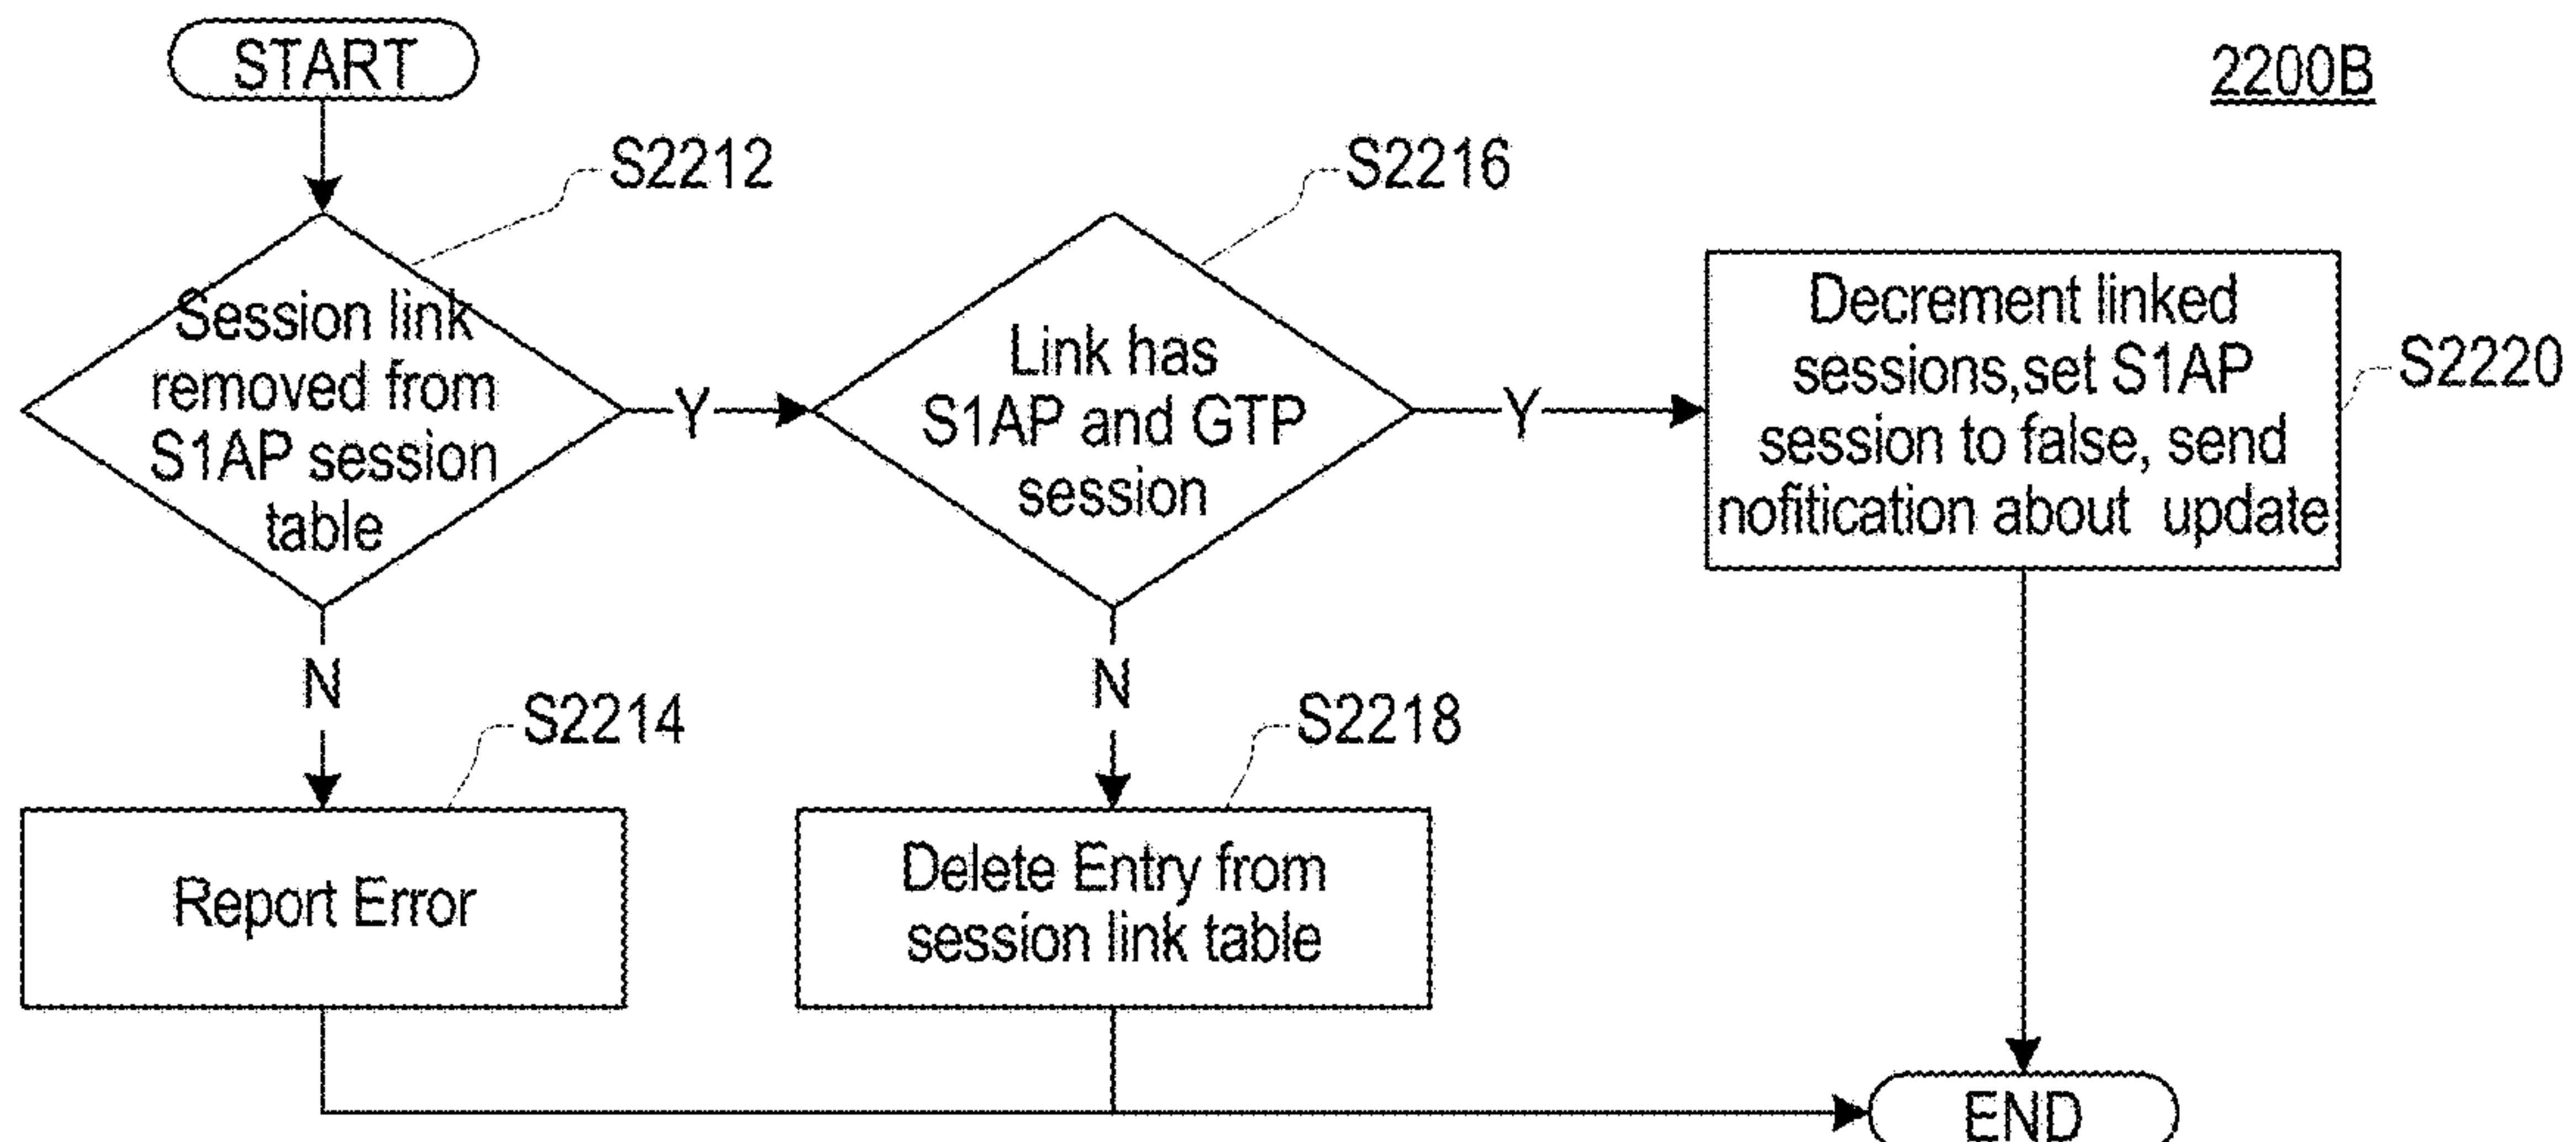 START
2200B
S2212
S2216
Session link
removed from
S1AP session
table
Y
Link has
S1AP and GTP
session
Y
Decrement linked
sessions,set S1AP
session to false, send
nofitication about update
S2220
N
N
S2214
S2218
Report Error
Delete Entry from
session link table
END